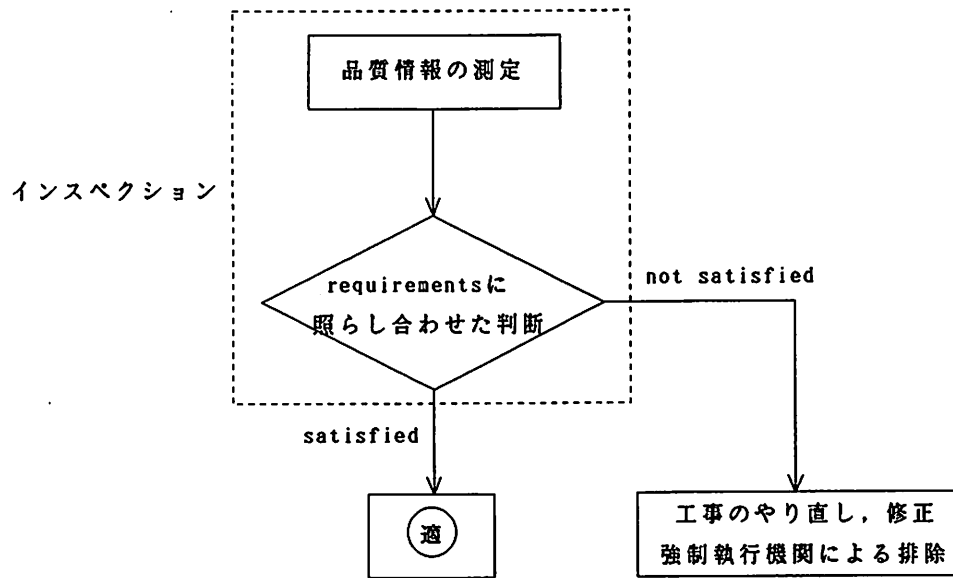 品質情報の測定
インスペクション
requirementsに
照らし合わせた判断
not satisfied
satisfied
適
工事のやり直し，修正
強制執行機関による排除